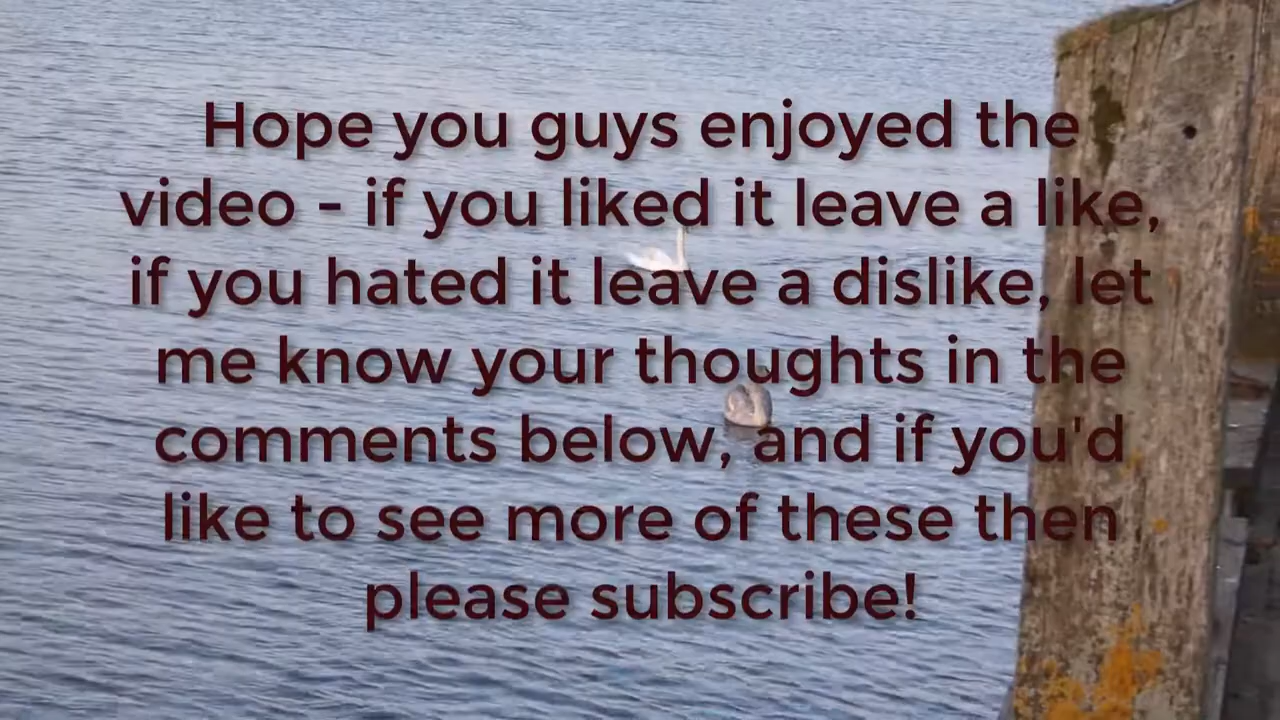 Hope you guys enjoyed the
video - if you liked it leave a like,
if you hated it leave a dislike, let
me know your thoughts in the
comments below, and if you'd
like to see more of these then
please subscribe!